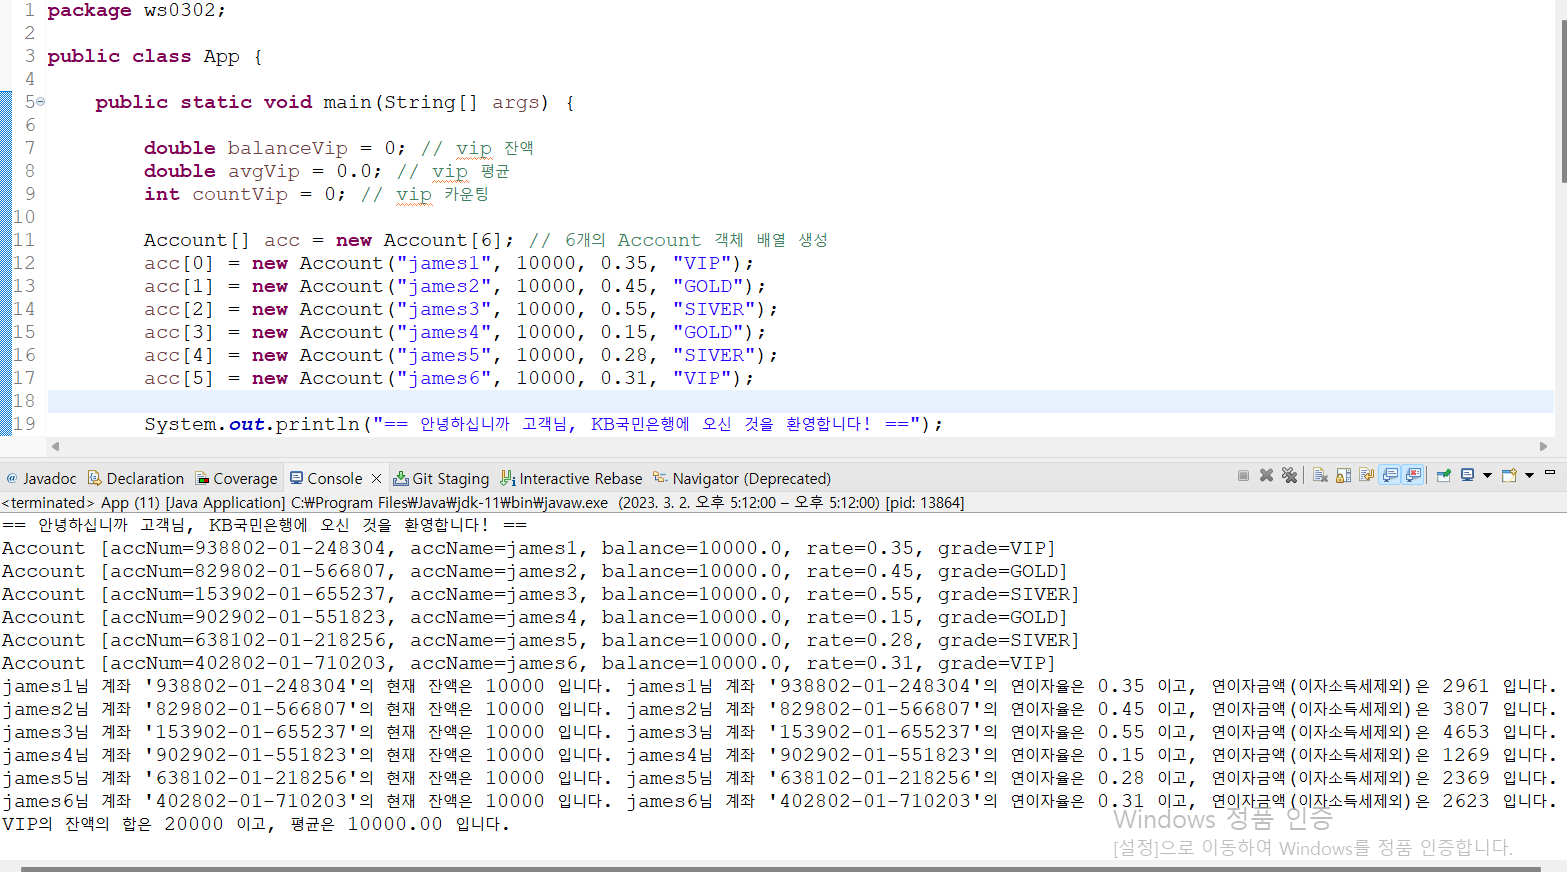 1 package ws0302;
2
3 public class App {
4
5 public static void main(String[] args) {
6
7 double balanceVip = 0; // vip 잔액
8 double avgVip = 0.0; // vip 평균
9 int countVip = 0; // vip 카운팅
10
11 Account[] acc = new Account[6]; // 6개의 Account 객체 배열 생성
12 acc[0] = new Account("james1", 10000, 0.35, "VIP");
13 acc[1] = new Account("james2", 10000, 0.45, "GOLD");
14 acc[2] = new Account("james3", 10000, 0.55, "SIVER");
15 acc[3] = new Account("james4", 10000, 0.15, "GOLD");
16 acc[4] = new Account("james5", 10000, 0.28, "SIVER");
17 acc[5] = new Account("james6", 10000, 0.31, "VIP");
18
19 System.out.println("== 안녕하십니까 고객님, KB국민은행에 오신 것을 환영합니다! ==");
@ Javadoc Declaration Coverage Console Git Staging Interactive Rebase Navigator (Deprecated)
<terminated> App (11) [Java Application] C:₩Program Files₩Java₩jdk-11₩bin₩javaw.exe (2023. 3. 2. 오후 5:12:00 – 오후 5:12:00) [pid: 13864]
== 안녕하십니까 고객님, KB국민은행에 오신 것을 환영합니다! ==
Account [accNum=938802-01-248304, accName=james1, balance=10000.0, rate=0.35, grade=VIP]
Account [accNum=829802-01-566807, accName=james2, balance=10000.0, rate=0.45, grade=GOLD]
Account [accNum=153902-01-655237, accName=james3, balance=10000.0, rate=0.55, grade=SIVER]
Account [accNum=902902-01-551823, accName=james4, balance=10000.0, rate=0.15, grade=GOLD]
Account [accNum=638102-01-218256, accName=james5, balance=10000.0, rate=0.28, grade=SIVER]
Account [accNum=402802-01-710203, accName=james6, balance=10000.0, rate=0.31, grade=VIP]
james1님 계좌 '938802-01-248304'의 현재 잔액은 10000 입니다. james1님 계좌 '938802-01-248304'의 연이자율은 0.35 이고, 연이자금액(이자소득세제외)은 2961 입니다.
james2님 계좌 '829802-01-566807'의 현재 잔액은 10000 입니다. james2님 계좌 '829802-01-566807'의 연이자율은 0.45 이고, 연이자금액(이자소득세제외)은 3807 입니다.
james3님 계좌 '153902-01-655237'의 현재 잔액은 10000 입니다. james3님 계좌 '153902-01-655237'의 연이자율은 0.55 이고, 연이자금액(이자소득세제외)은 4653 입니다.
james4님 계좌 '902902-01-551823'의 현재 잔액은 10000 입니다. james4님 계좌 '902902-01-551823'의 연이자율은 0.15 이고, 연이자금액(이자소득세제외)은 1269 입니다.
james5님 계좌 '638102-01-218256'의 현재 잔액은 10000 입니다. james5님 계좌 '638102-01-218256'의 연이자율은 0.28 이고, 연이자금액(이자소득세제외)은 2369 입니다.
james6님 계좌 '402802-01-710203'의 현재 잔액은 10000 입니다. james6님 계좌 '402802-01-710203'의 연이자율은 0.31 이고, 연이자금액(이자소득세제외)은 2623 입니다.
VIP의 잔액의 합은 20000 이고, 평균은 10000.00 입니다.
Windows 정품 인증
[설정]으로 이동하여 Windows를 정품 인증합니다.